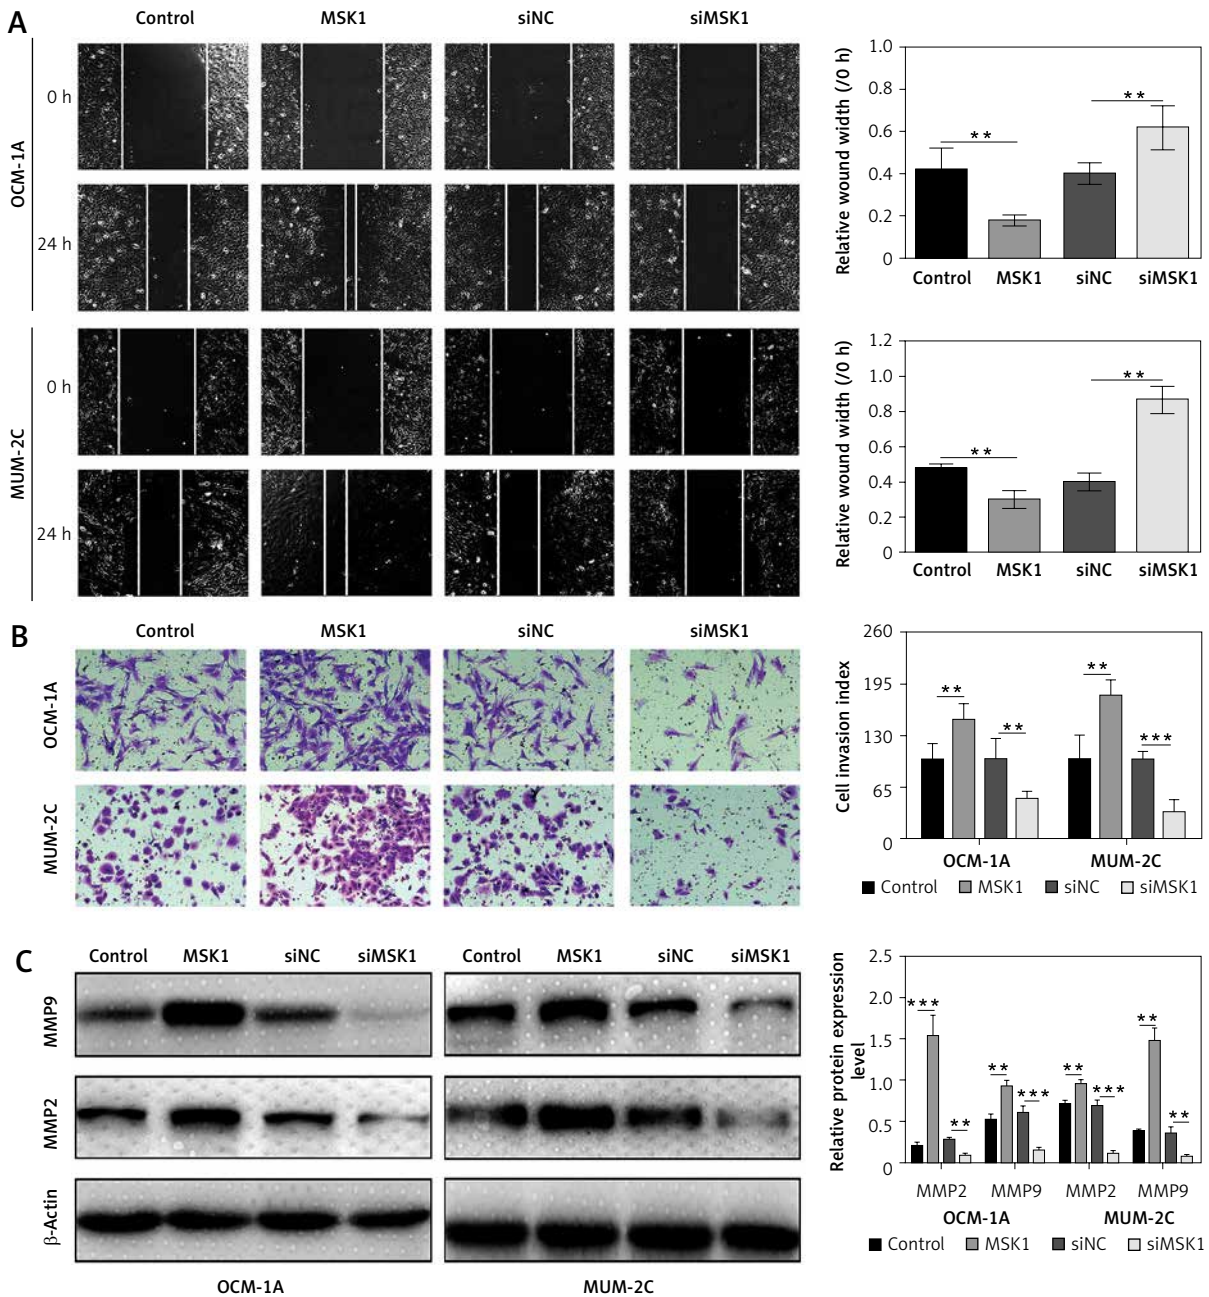 A
Control MSK1 siNC siMSK1
OCM-1A
0 h
24 h
MUM-2C
0 h
24 h
Relative wound width (/0 h)
1.0
0.8
0.6
0.4
0.2
0
** **
Control MSK1 siNC siMSK1
Relative wound width (/0 h)
1.2
1.0
0.8
0.6
0.4
0.2
0
** **
Control MSK1 siNC siMSK1
B
Control MSK1 siNC siMSK1
OCM-1A
MUM-2C
Cell invasion index
260
195
130
65
0
** ** ** ***
OCM-1A MUM-2C
Control MSK1 siNC siMSK1
C
Control MSK1 siNC siMSK1 Control MSK1 siNC siMSK1
MMP9
MMP2
β-Actin
OCM-1A MUM-2C
Relative protein expression
level
2.5
2.0
1.5
1.0
0.5
0
*** ** ** *** ** *** ** **
MMP2 MMP9 MMP2 MMP9
OCM-1A MUM-2C
Control MSK1 siNC siMSK1